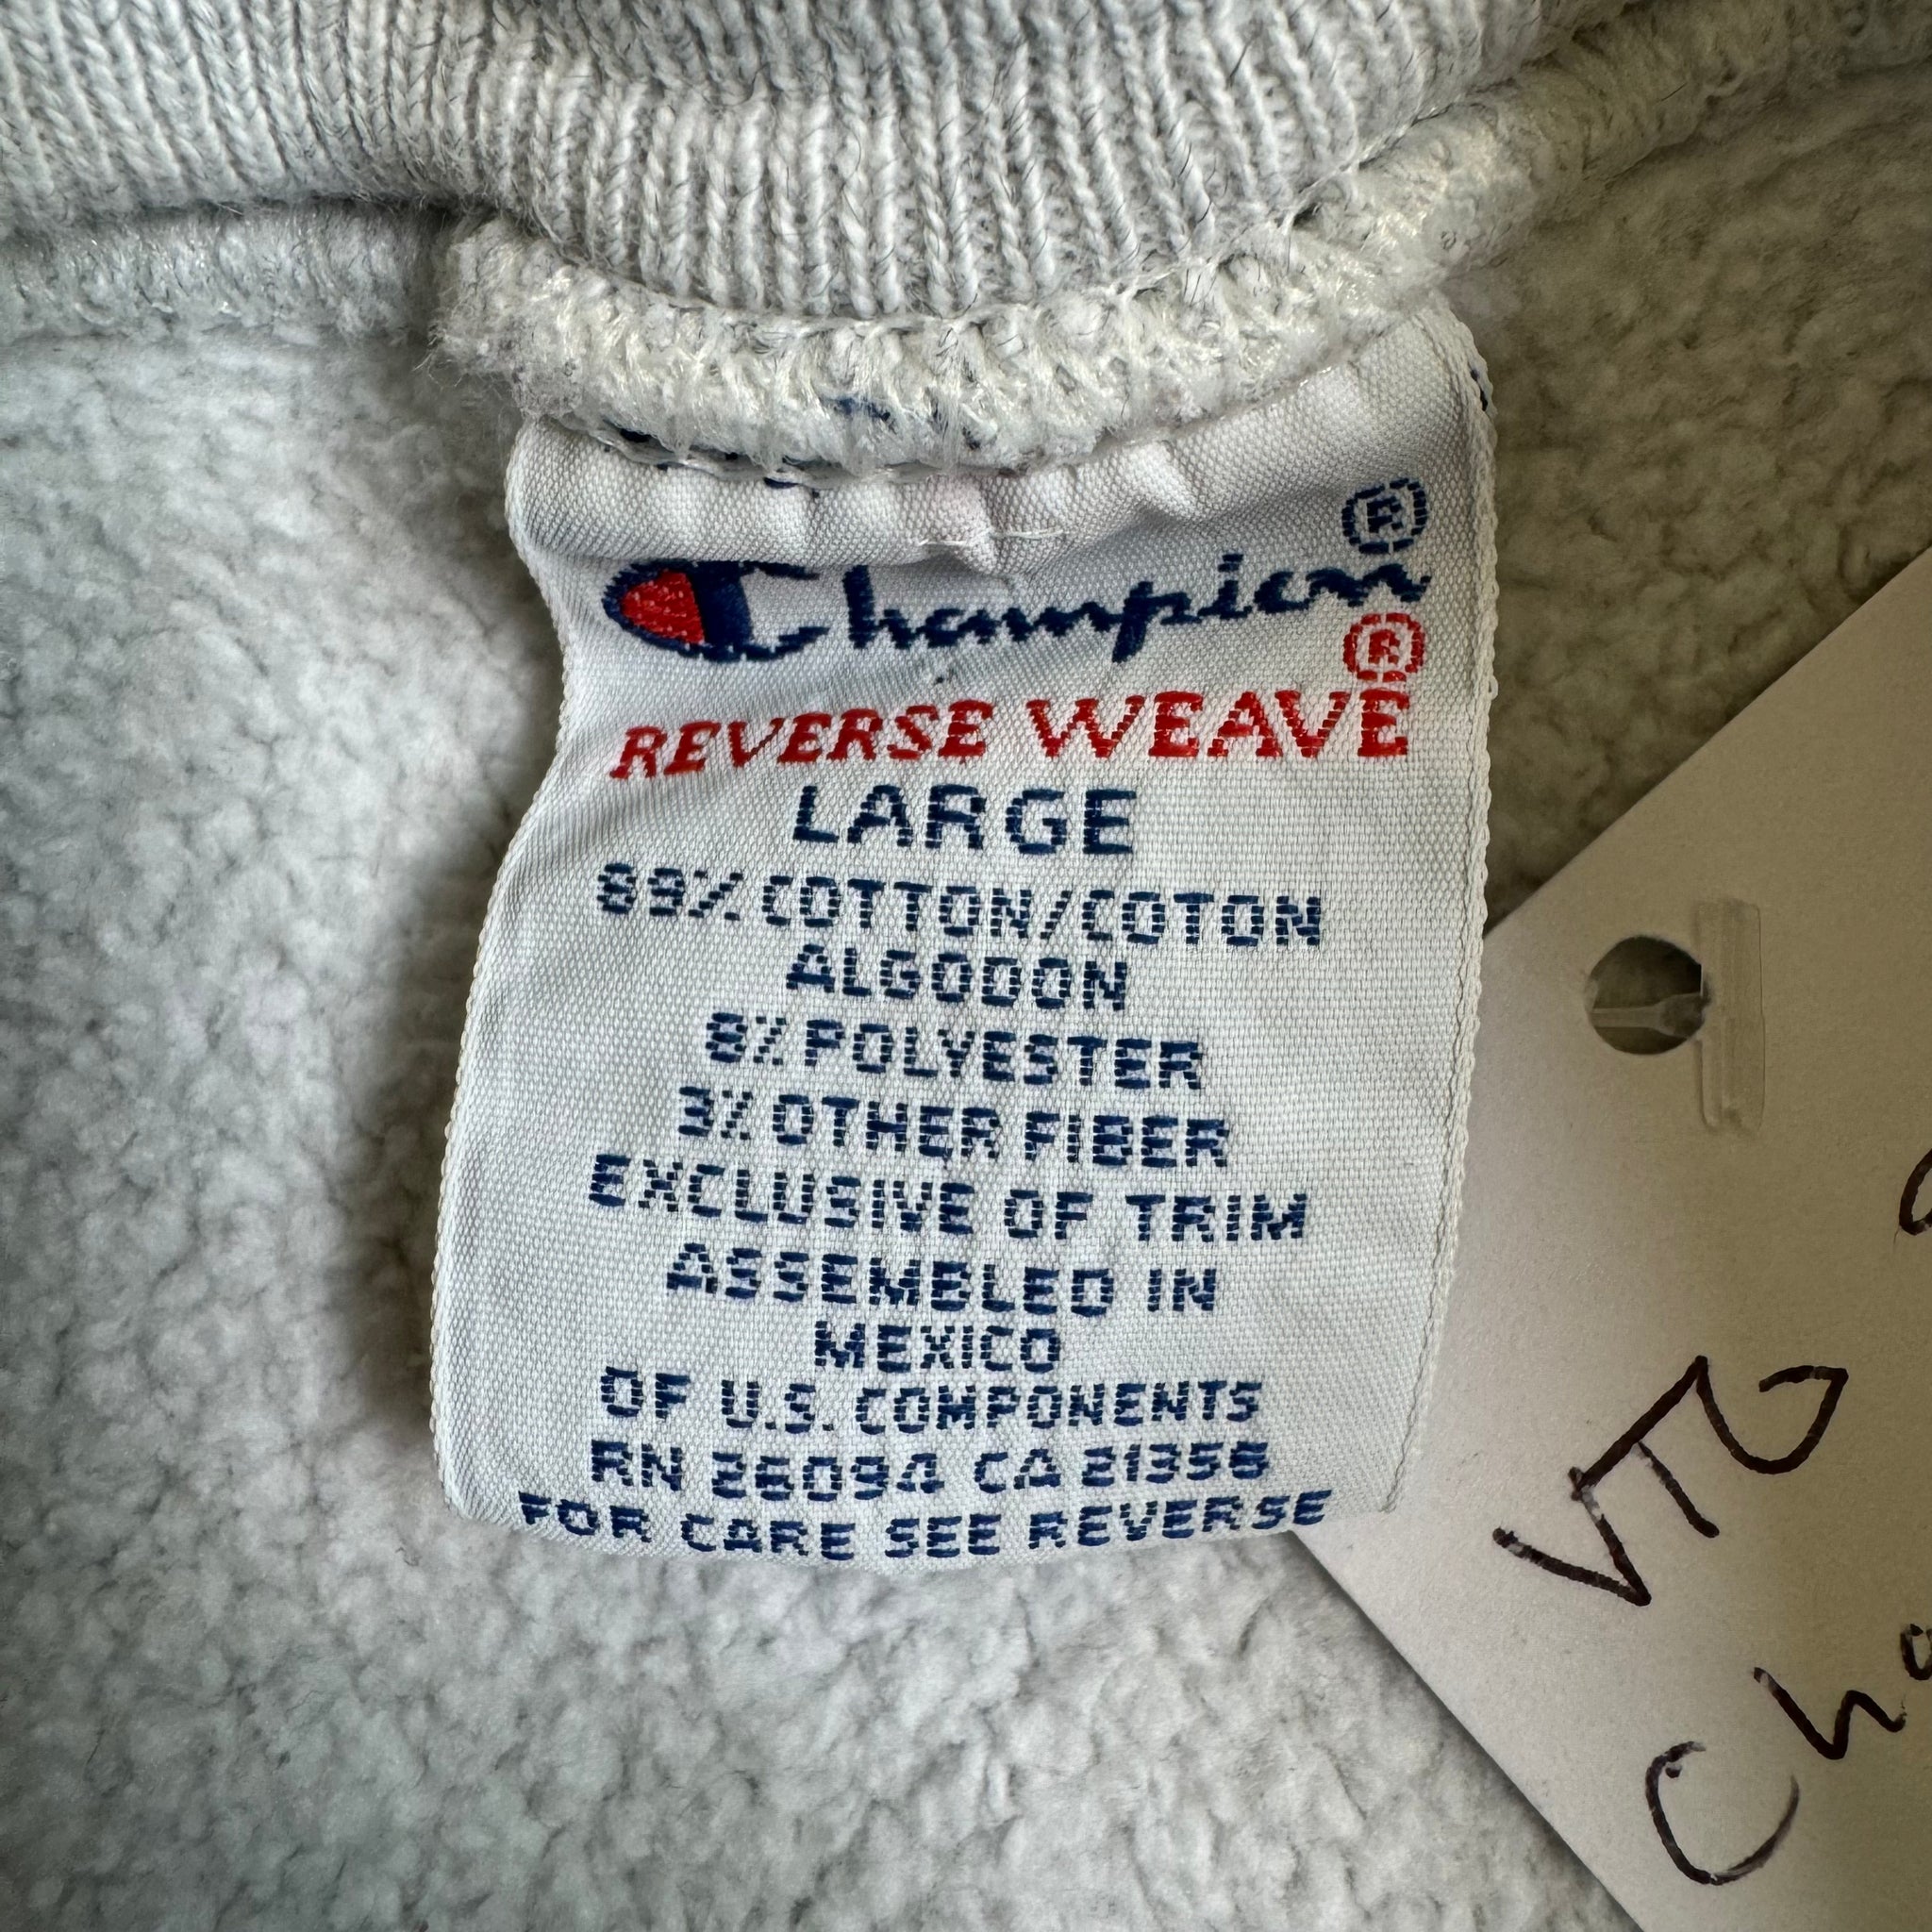 Champion®
REVERSE WEAVE®
LARGE
89% COTTON/COTON
ALGODON
8% POLYESTER
3% OTHER FIBER
EXCLUSIVE OF TRIM
ASSEMBLED IN
MEXICO
OF U.S. COMPONENTS
RN 26094 CA 21356
FOR CARE SEE REVERSE
VTG